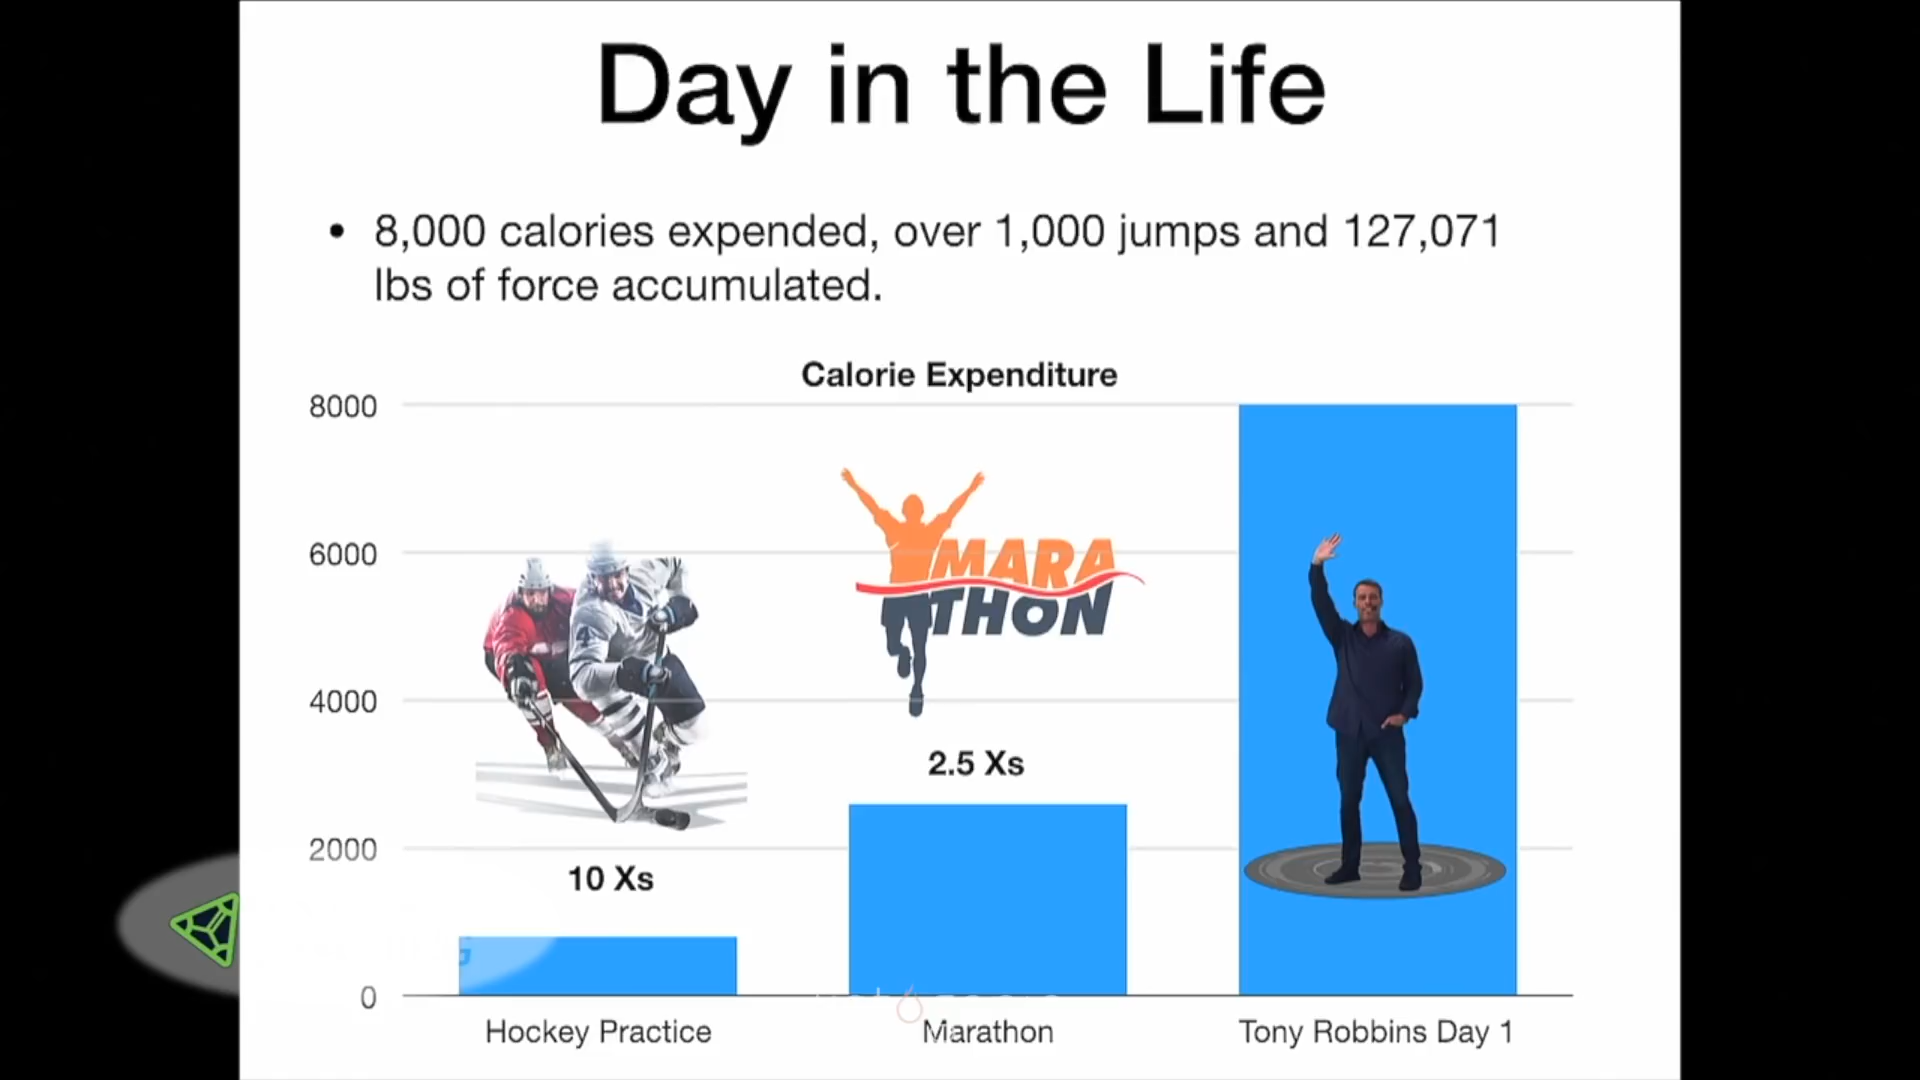 Day in the Life
• 8,000 calories expended, over 1,000 jumps and 127,071
lbs of force accumulated.
Calorie Expenditure
8000
6000
4000
2000
0
MARA
THON
4
2.5 Xs
10 Xs
Hockey Practice
Marathon
Tony Robbins Day 1